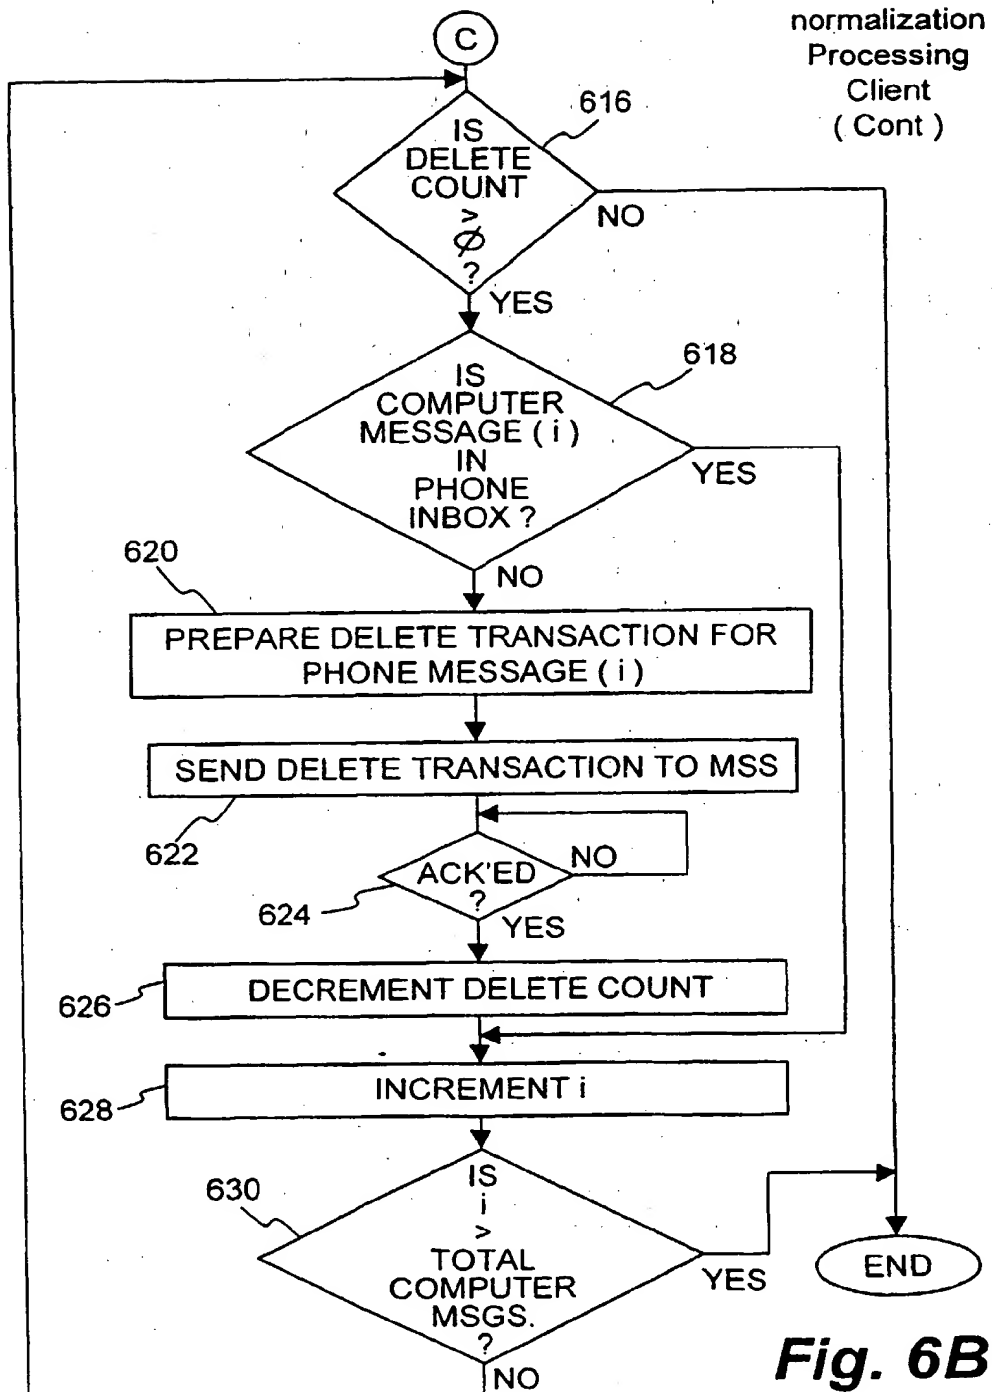 C
normalization
Processing
Client
( Cont )
616
IS
DELETE
COUNT
>
Ø
?
NO
YES
618
IS
COMPUTER
MESSAGE ( i )
IN
PHONE
INBOX ?
YES
NO
620
PREPARE DELETE TRANSACTION FOR
PHONE MESSAGE ( i )
SEND DELETE TRANSACTION TO MSS
622
ACK'ED
?
NO
624
YES
626
DECREMENT DELETE COUNT
628
INCREMENT i
630
IS
i
>
TOTAL
COMPUTER
MSGS.
?
YES
END
NO
Fig. 6B